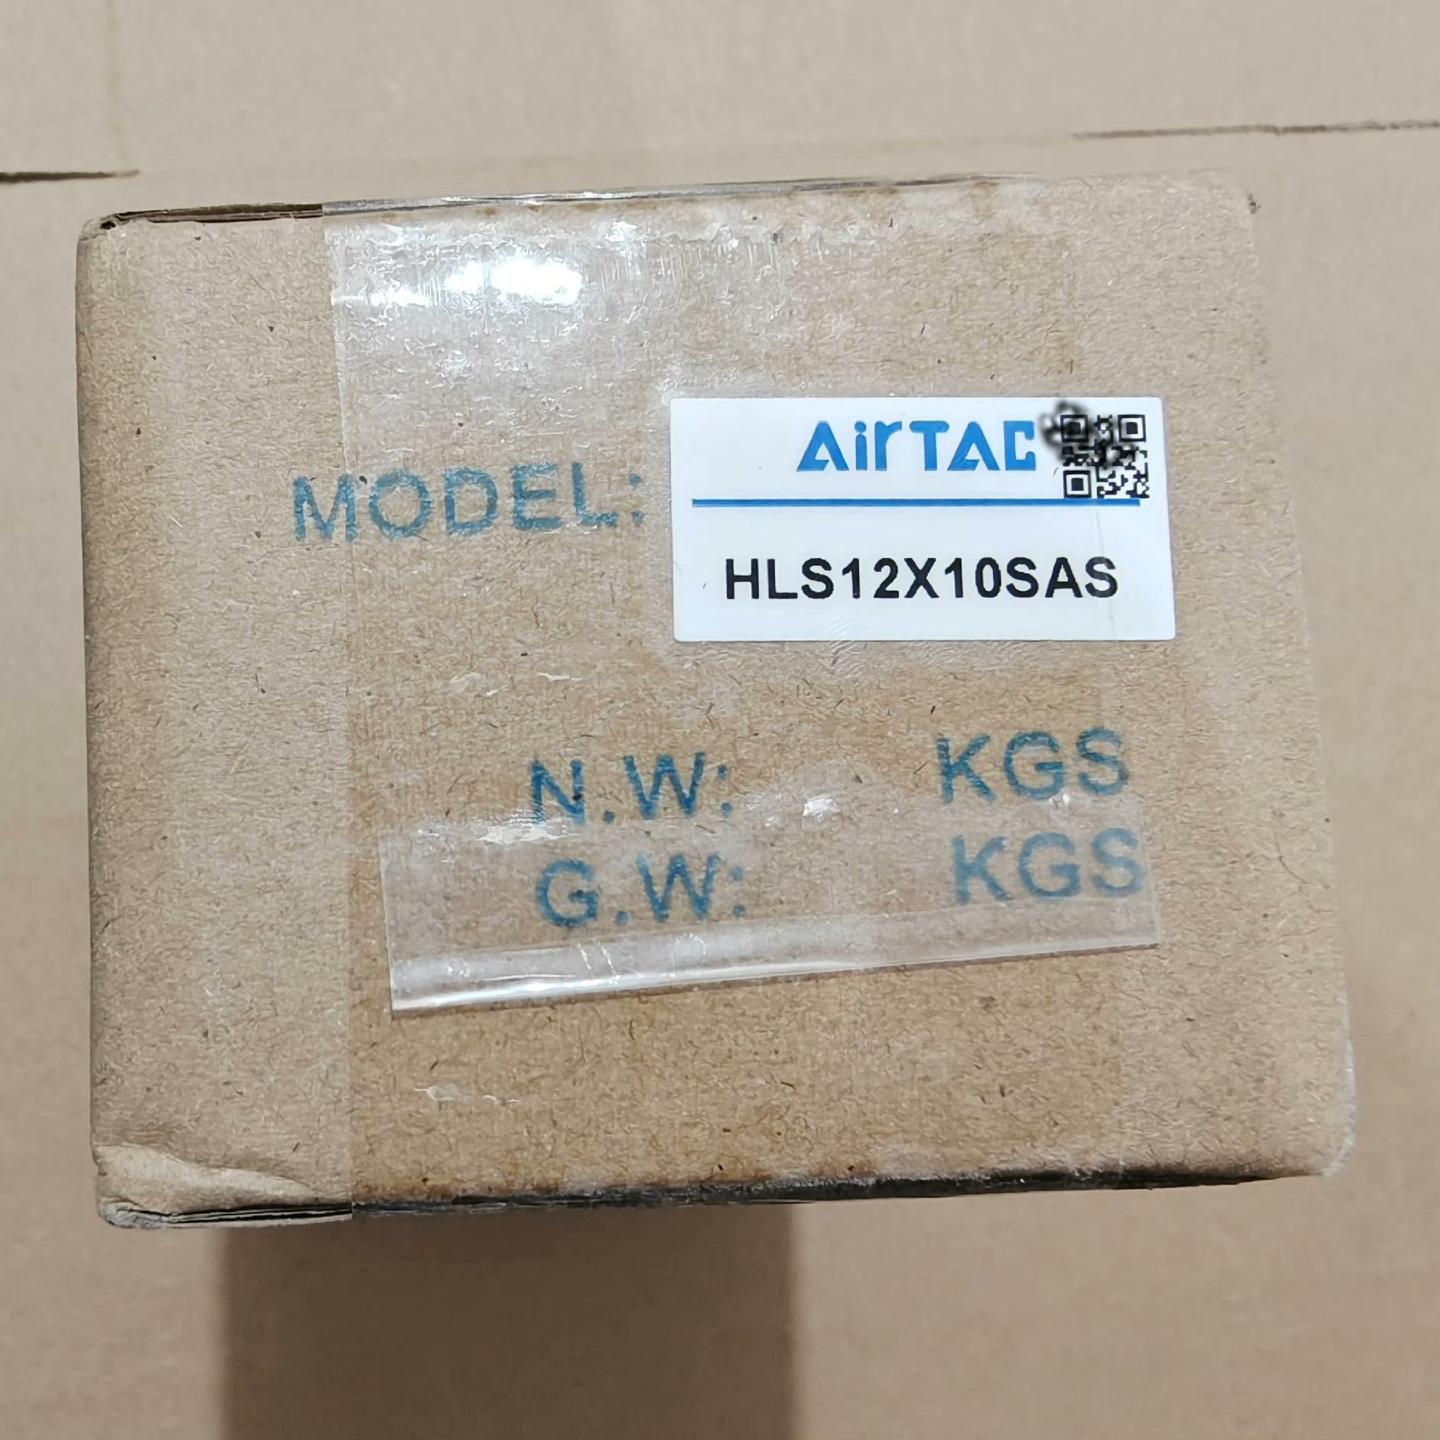 AirTAC
MODEL: HLS12X10SAS
N.W: KGS
G.W: KGS